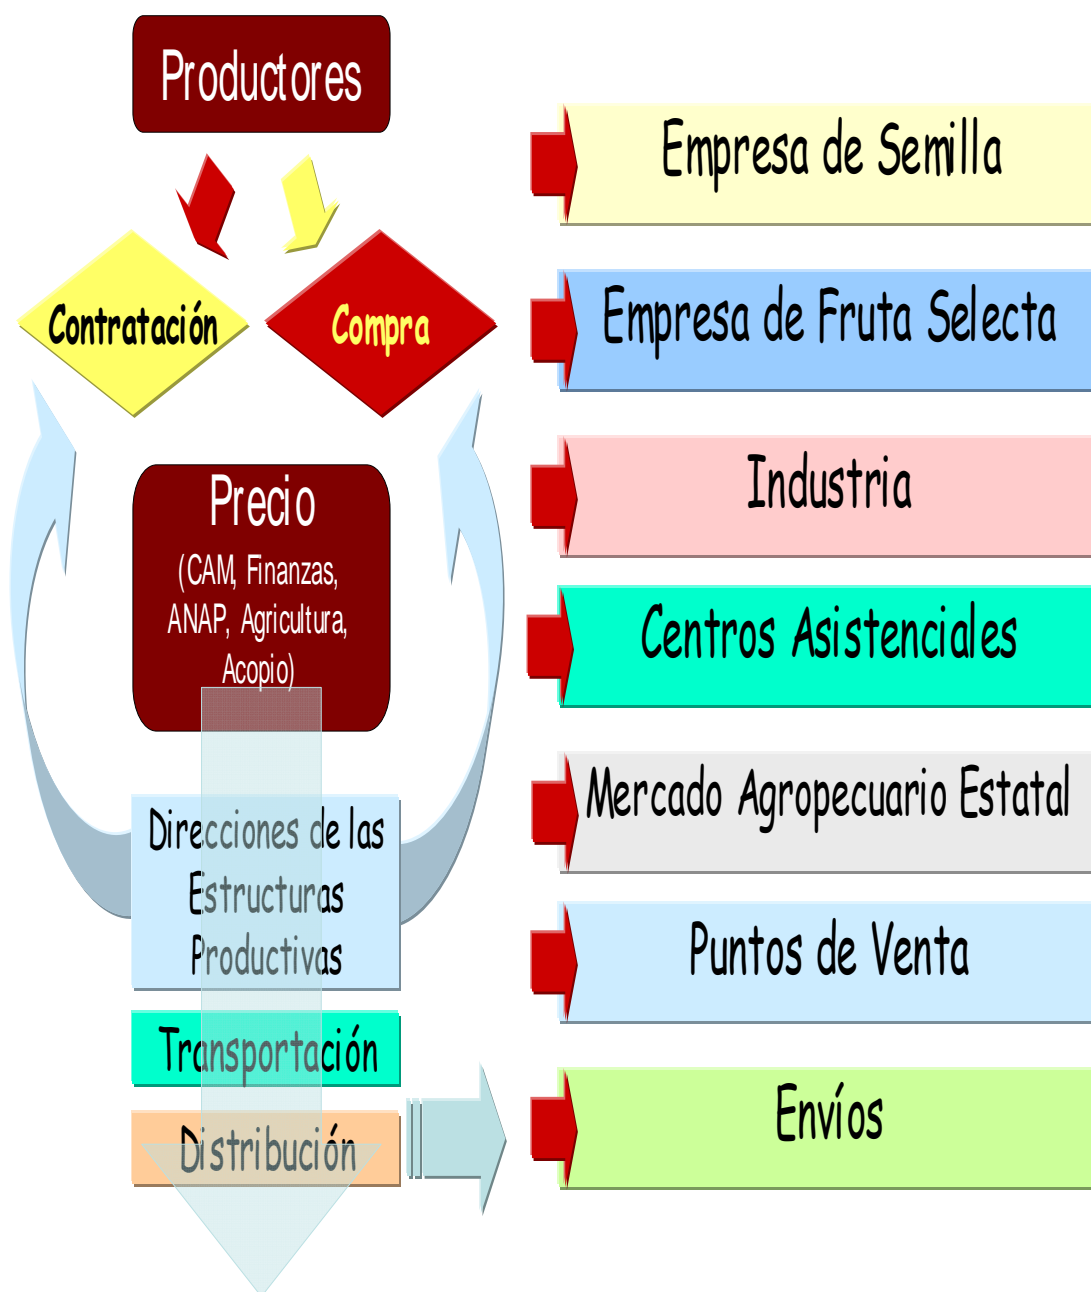 Productores
Contratación
Compra
Precio
(CAM, Finanzas,
ANAP, Agricultura,
Acopio)
Direcciones de las
Estructuras
Productivas
Transportación
Distribución
Empresa de Semilla
Empresa de Fruta Selecta
Industria
Centros Asistenciales
Mercado Agropecuario Estatal
Puntos de Venta
Envíos